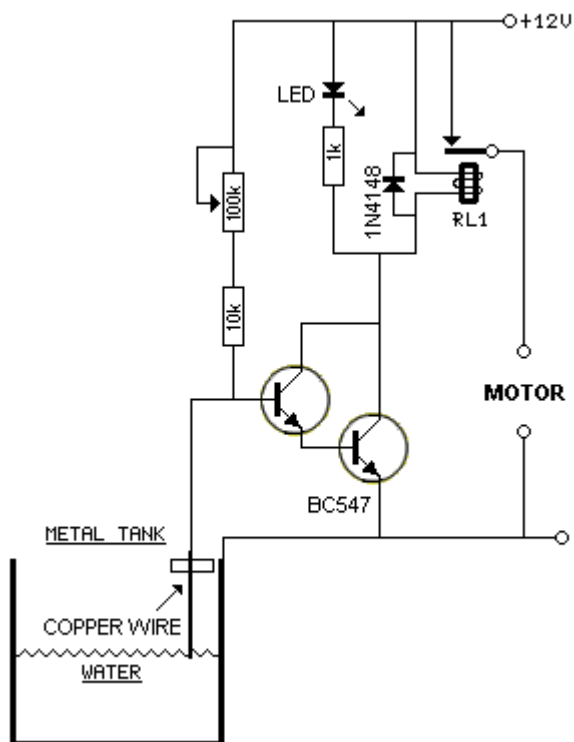 +12V
LED
1k
1N4148
100k
RL1
10k
MOTOR
BC547
METAL TANK
COPPER WIRE
WATER